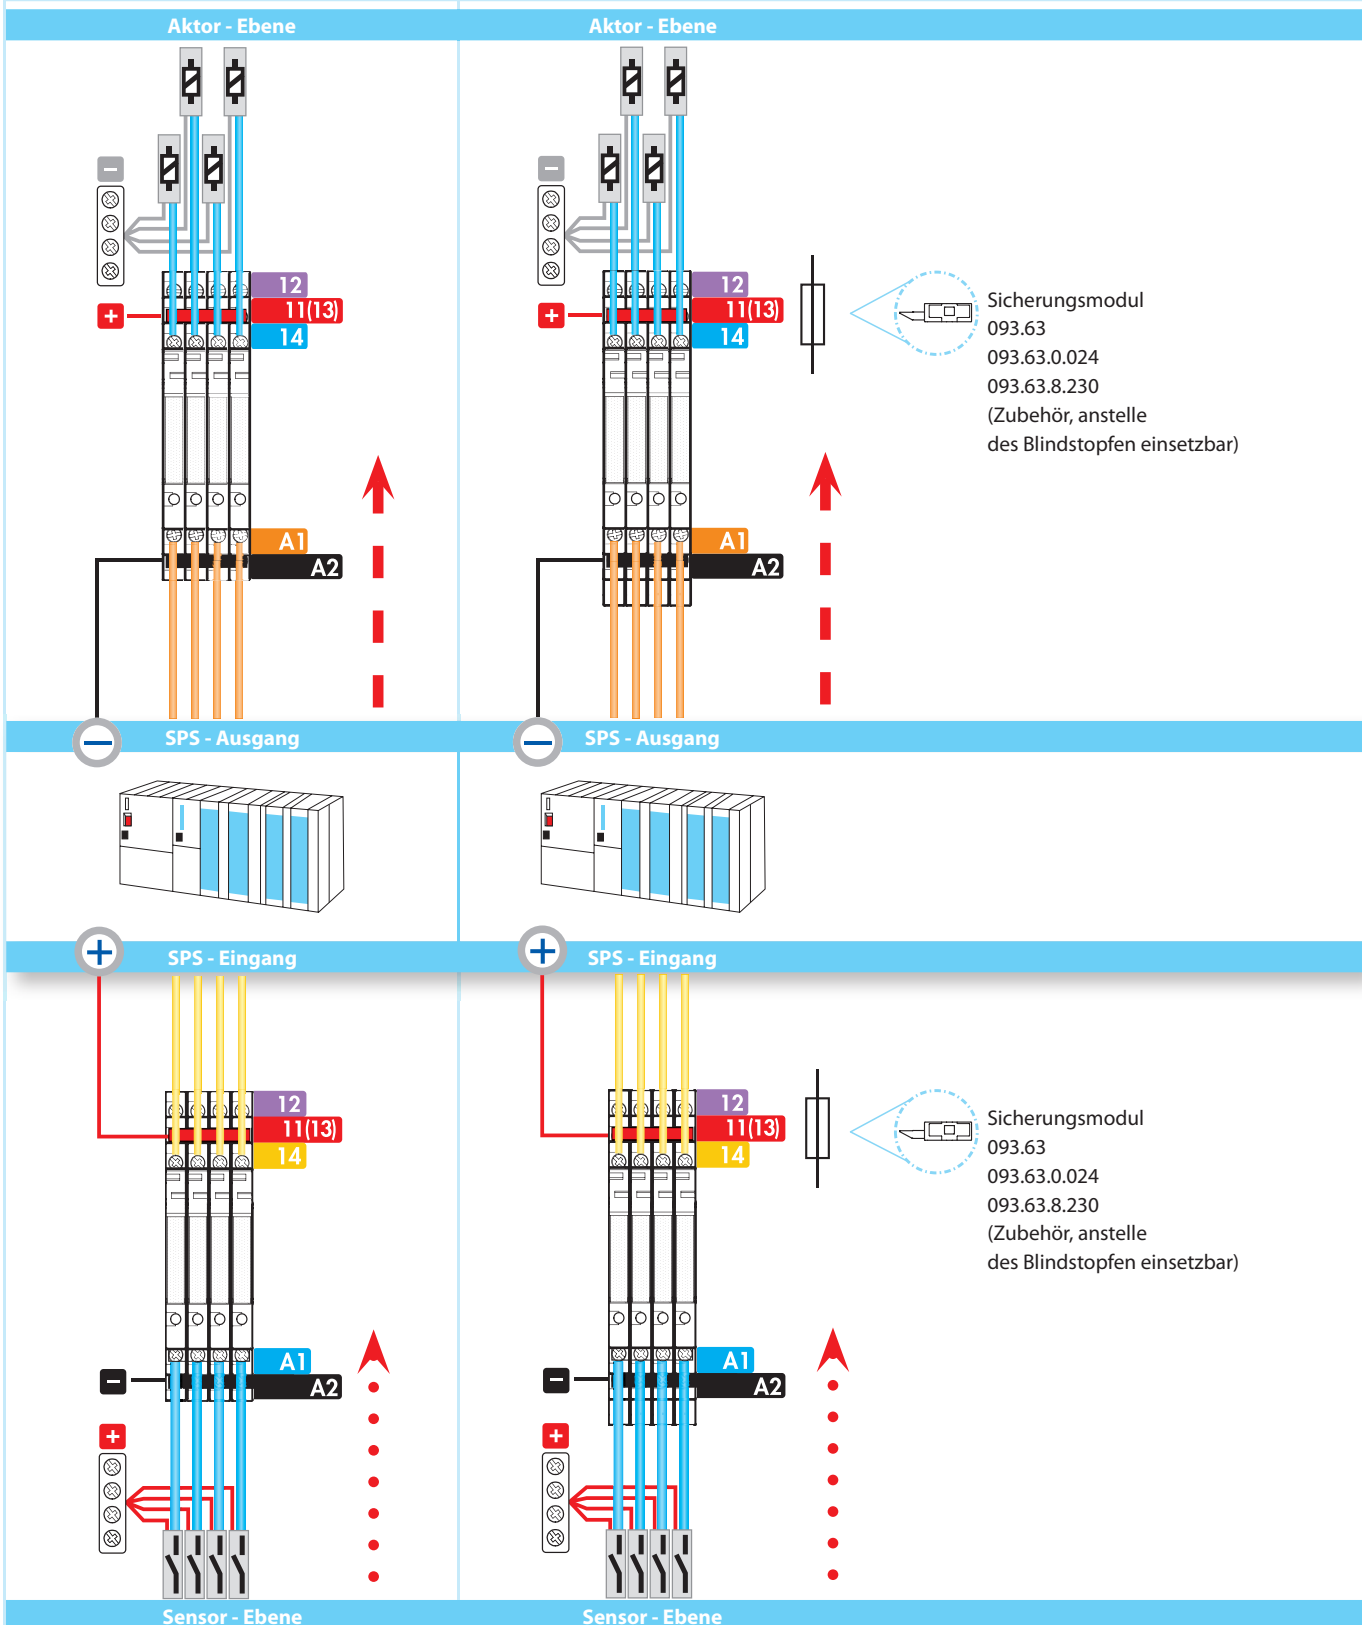 Aktor - Ebene
Aktor - Ebene
12
11(13)
14
A1
A2
12
11(13)
14
A1
A2
Sicherungsmodul
093.63
093.63.0.024
093.63.8.230
(Zubehör, anstelle
des Blindstopfen einsetzbar)
SPS - Ausgang
SPS - Ausgang
SPS - Eingang
SPS - Eingang
12
11(13)
14
A1
A2
12
11(13)
14
A1
A2
Sicherungsmodul
093.63
093.63.0.024
093.63.8.230
(Zubehör, anstelle
des Blindstopfen einsetzbar)
Sensor - Ebene
Sensor - Ebene